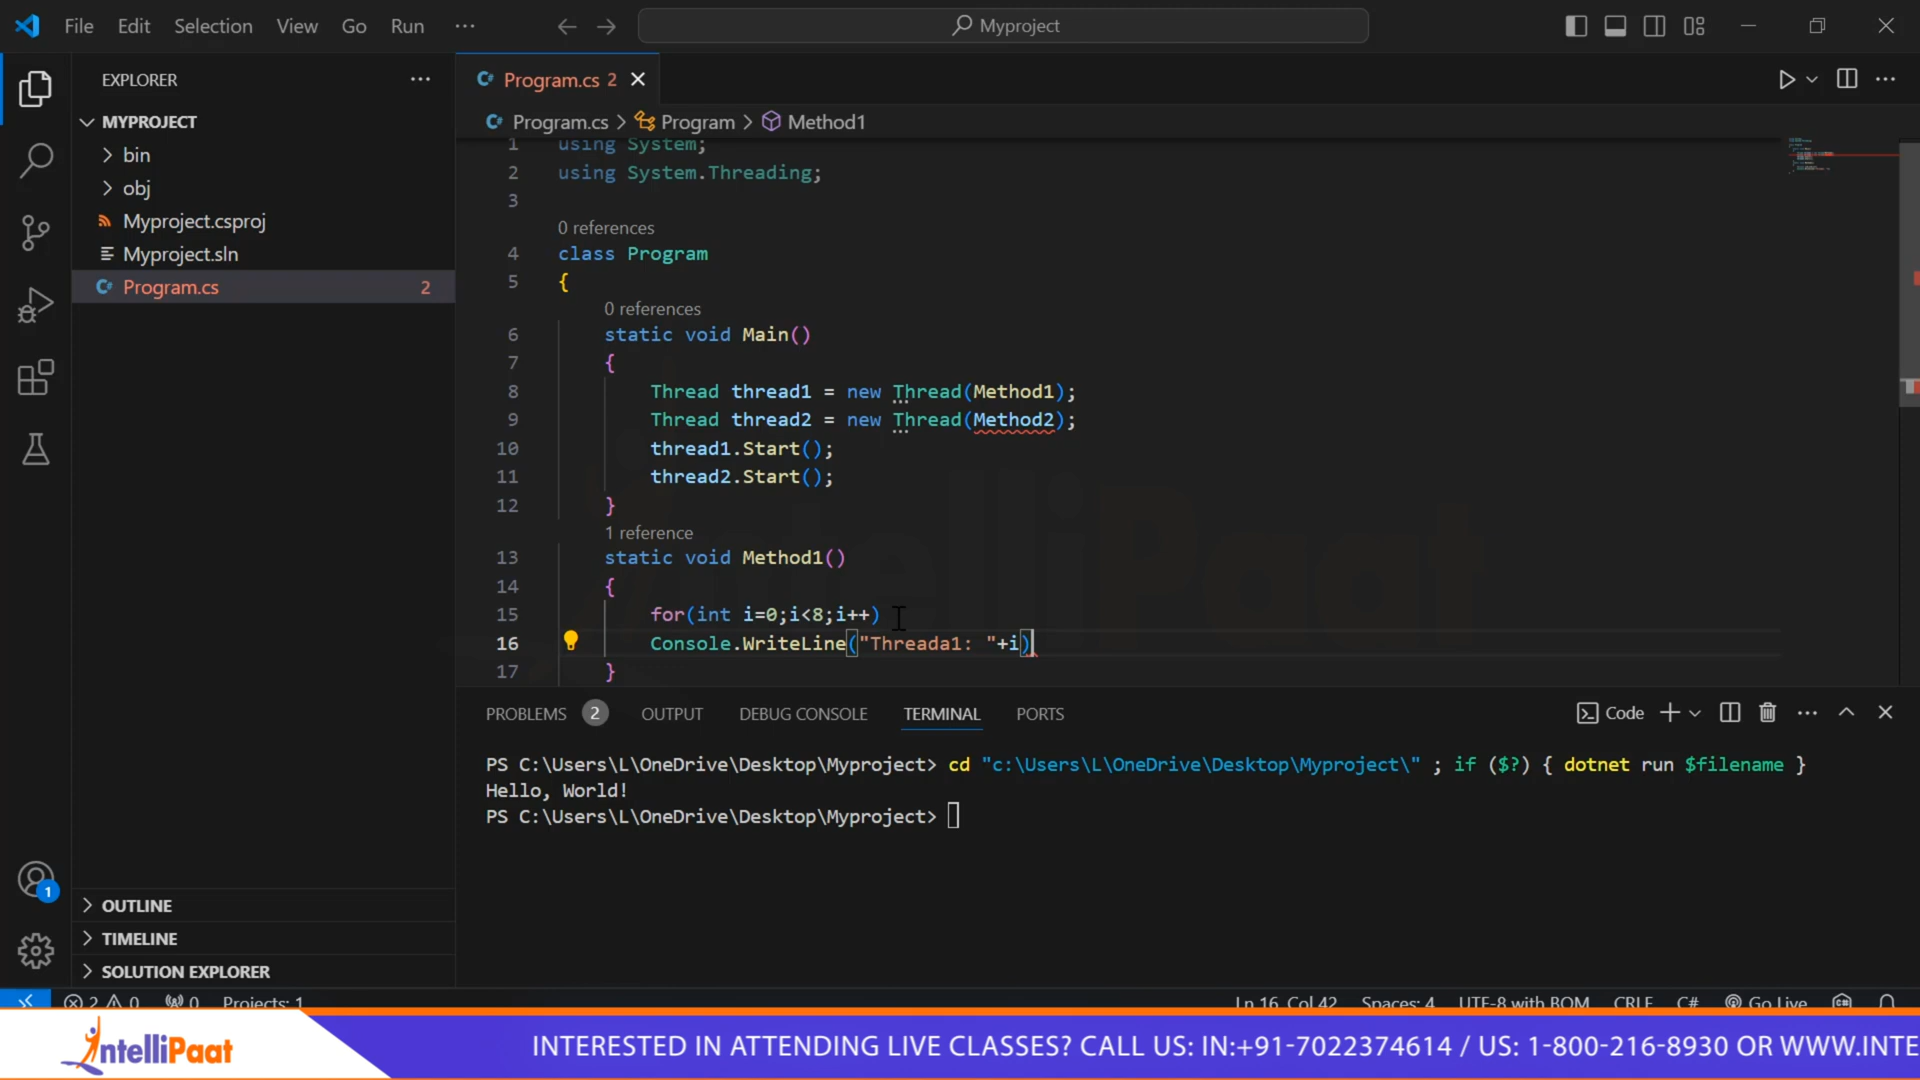 File Edit Selection View Go Run ··· Myproject
EXPLORER ···
MYPROJECT
bin
obj
Myproject.csproj
Myproject.sln
Program.cs 2
OUTLINE
TIMELINE
SOLUTION EXPLORER
Program.cs 2
Program.cs > Program > Method1
1 using System;
2 using System.Threading;
3
0 references
4 class Program
5 {
0 references
6 static void Main()
7 {
8 Thread thread1 = new Thread(Method1);
9 Thread thread2 = new Thread(Method2);
10 thread1.Start();
11 thread2.Start();
12 }
1 reference
13 static void Method1()
14 {
15 for(int i=0;i<8;i++)
16 Console.WriteLine("Threada1: "+i)
17 }
PROBLEMS 2 OUTPUT DEBUG CONSOLE TERMINAL PORTS Code
PS C:\Users\L\OneDrive\Desktop\Myproject> cd "c:\Users\L\OneDrive\Desktop\Myproject\" ; if ($?) { dotnet run $filename }
Hello, World!
PS C:\Users\L\OneDrive\Desktop\Myproject>
1
2 0 0 Projects: 1 Ln 16, Col 42 Spaces: 4 UTF-8 with BOM CRLF C# Go Live
IntelliPaat
IntelliPaat INTERESTED IN ATTENDING LIVE CLASSES? CALL US: IN:+91-7022374614 / US: 1-800-216-8930 OR WWW.INTE